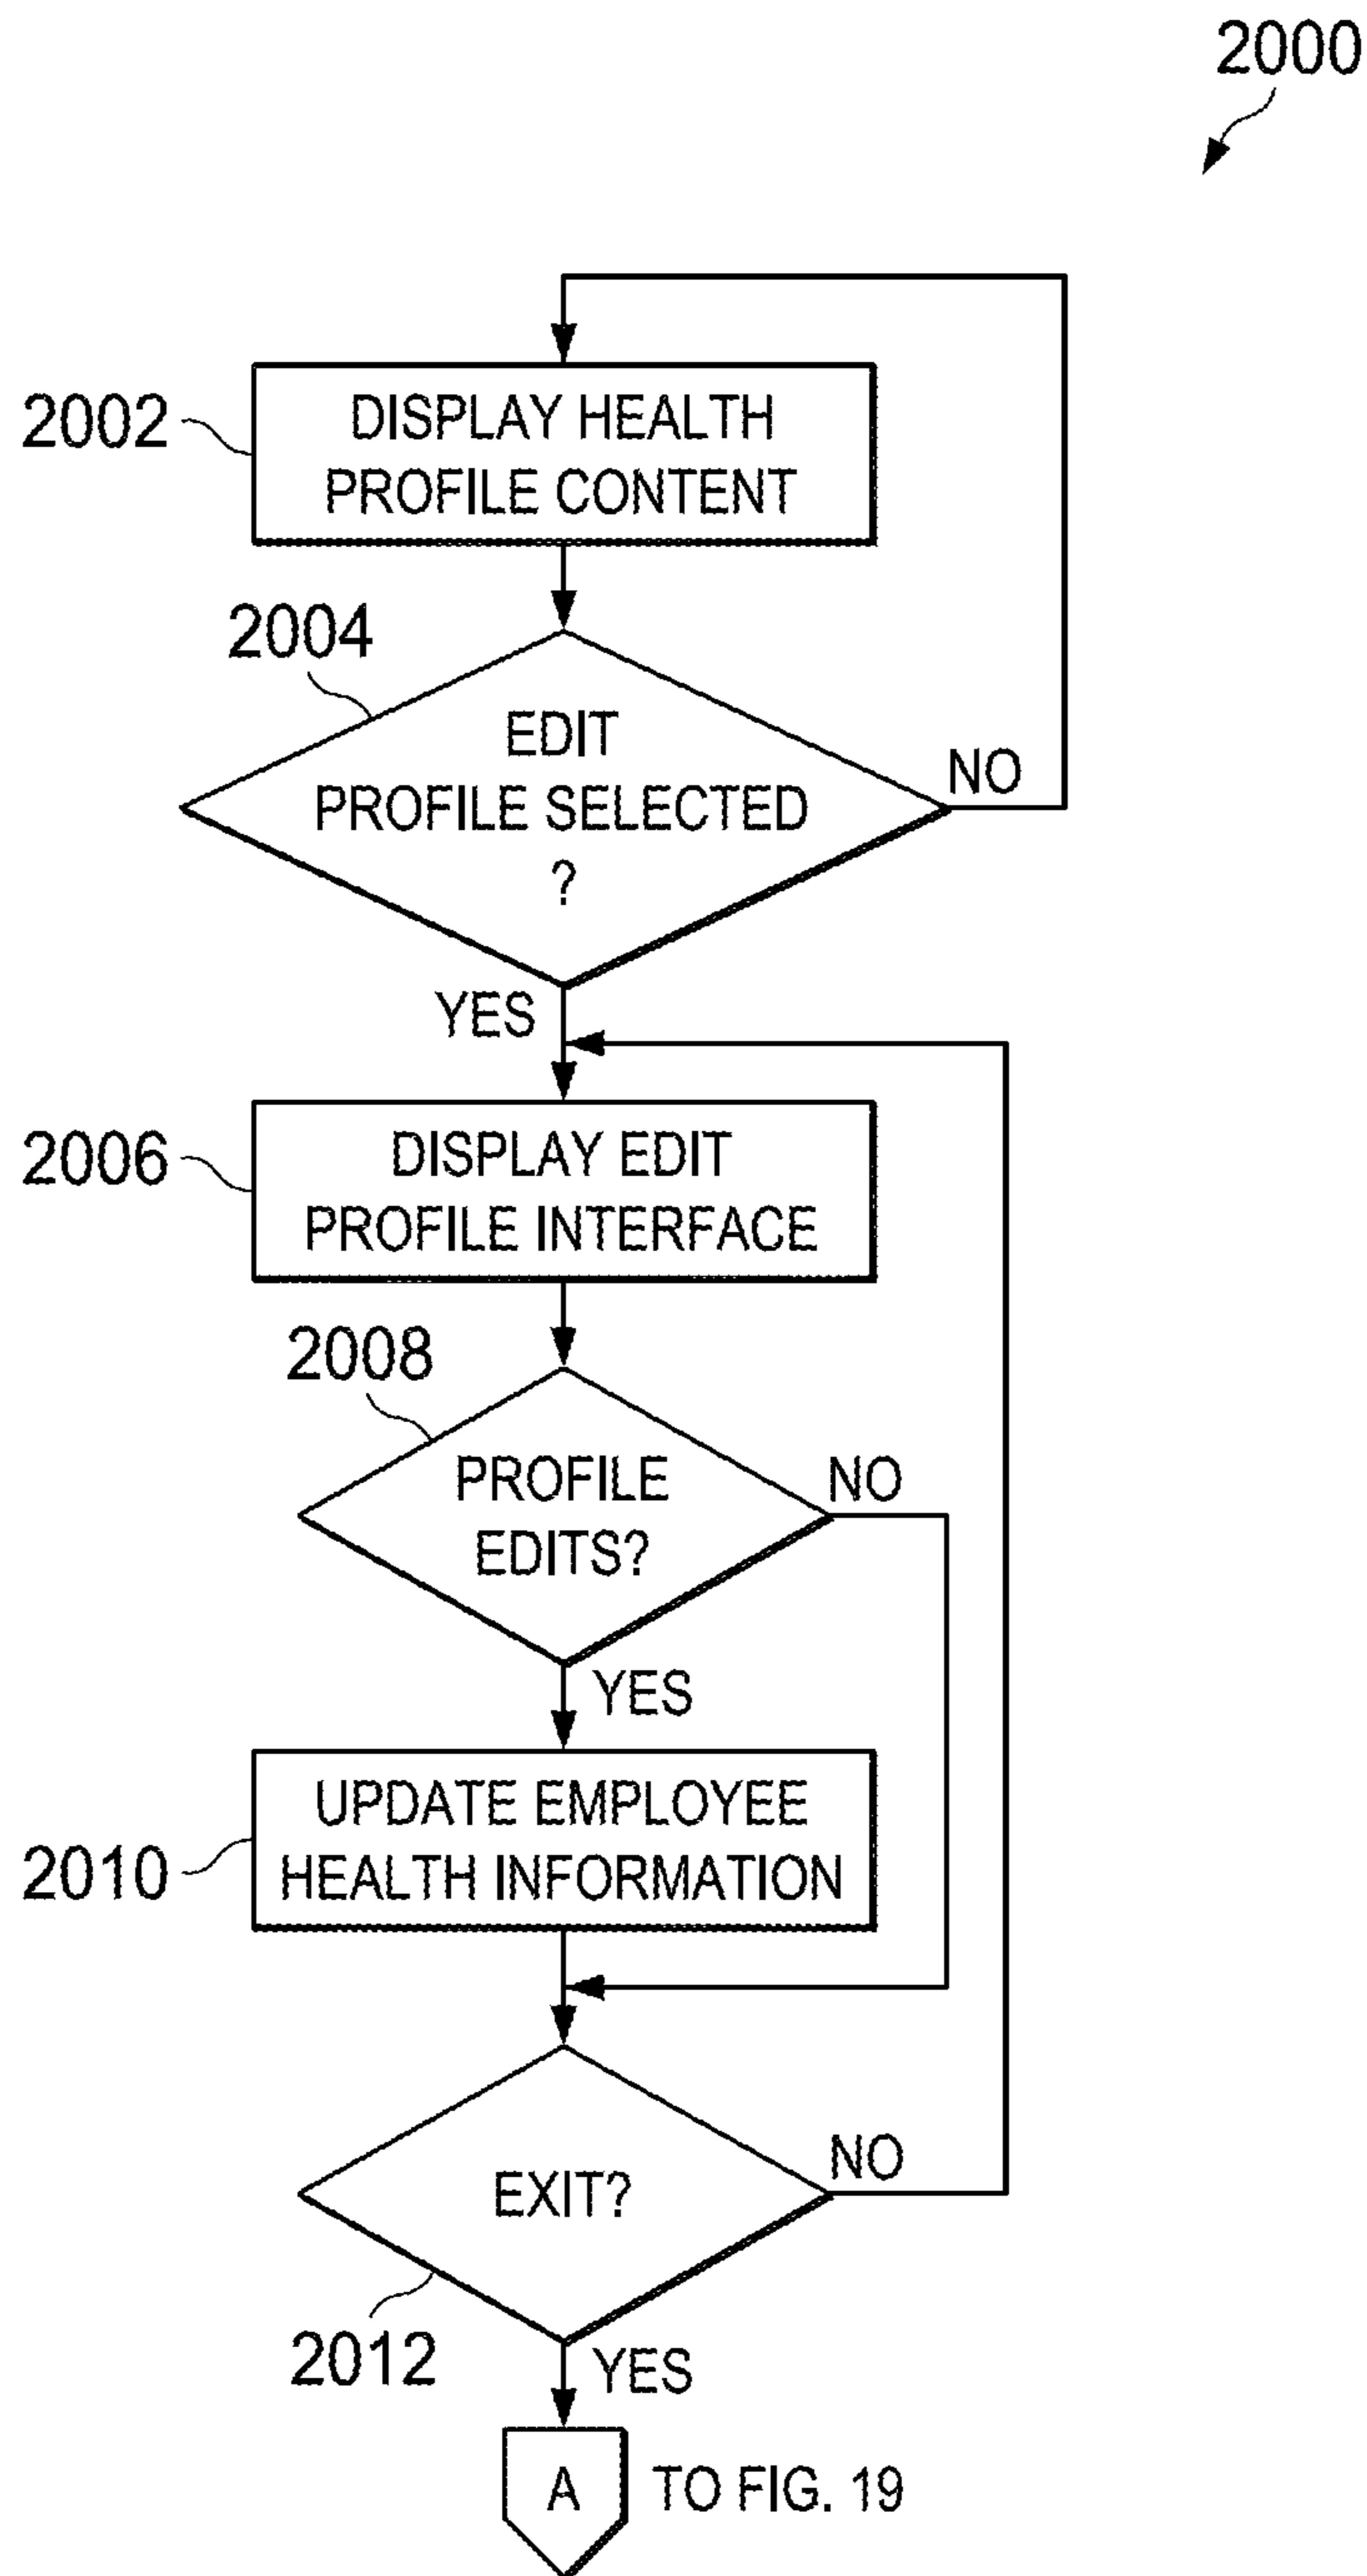 2000
2002
DISPLAY HEALTH
PROFILE CONTENT
2004
EDIT
PROFILE SELECTED
?
NO
YES
2006
DISPLAY EDIT
PROFILE INTERFACE
2008
PROFILE
EDITS?
NO
YES
2010
UPDATE EMPLOYEE
HEALTH INFORMATION
EXIT?
NO
2012
YES
A
TO FIG. 19